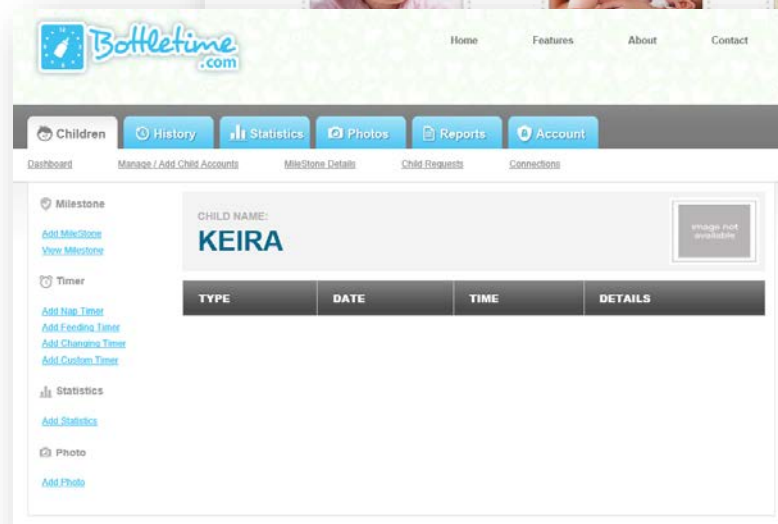 Bottletime
.com
Home Features About Contact
Children History Statistics Photos Reports Account
Dashboard Manage / Add Child Accounts MileStone Details Child Requests Connections
Milestone
Add MileStone
View Milestone
Timer
Add Nap Timer
Add Feeding Timer
Add Changing Timer
Add Custom Timer
Statistics
Add Statistics
Photo
Add Photo
CHILD NAME:
KEIRA
image not
available
TYPE DATE TIME DETAILS